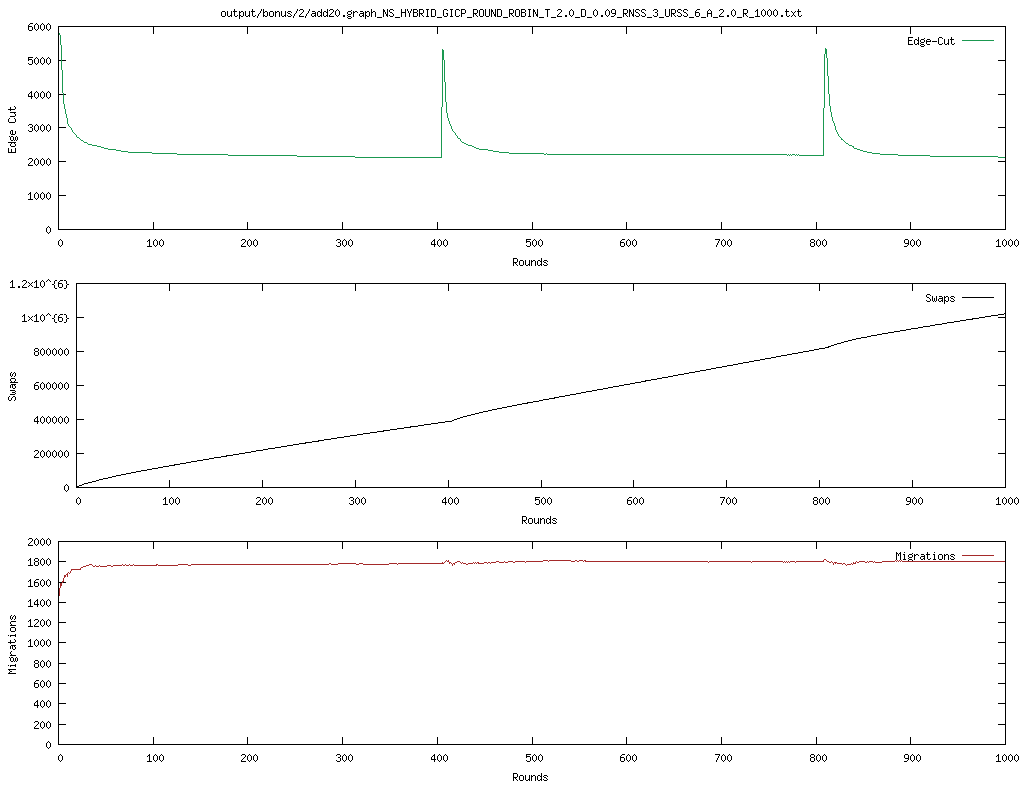 output/bonus/2/add20.graph_NS_HYBRID_GICP_ROUND_ROBIN_T_2.0_D_0.09_RNSS_3_URSS_6_A_2.0_R_1000.txt
6000
5000
4000
3000
2000
1000
0
Edge Cut
Edge-Cut
0 100 200 300 400 500 600 700 800 900 1000
Rounds
1.2×10^{6}
1×10^{6}
800000
600000
400000
200000
0
Swaps
Swaps
0 100 200 300 400 500 600 700 800 900 1000
Rounds
2000
1800
1600
1400
1200
1000
800
600
400
200
0
Migrations
Migrations
0 100 200 300 400 500 600 700 800 900 1000
Rounds